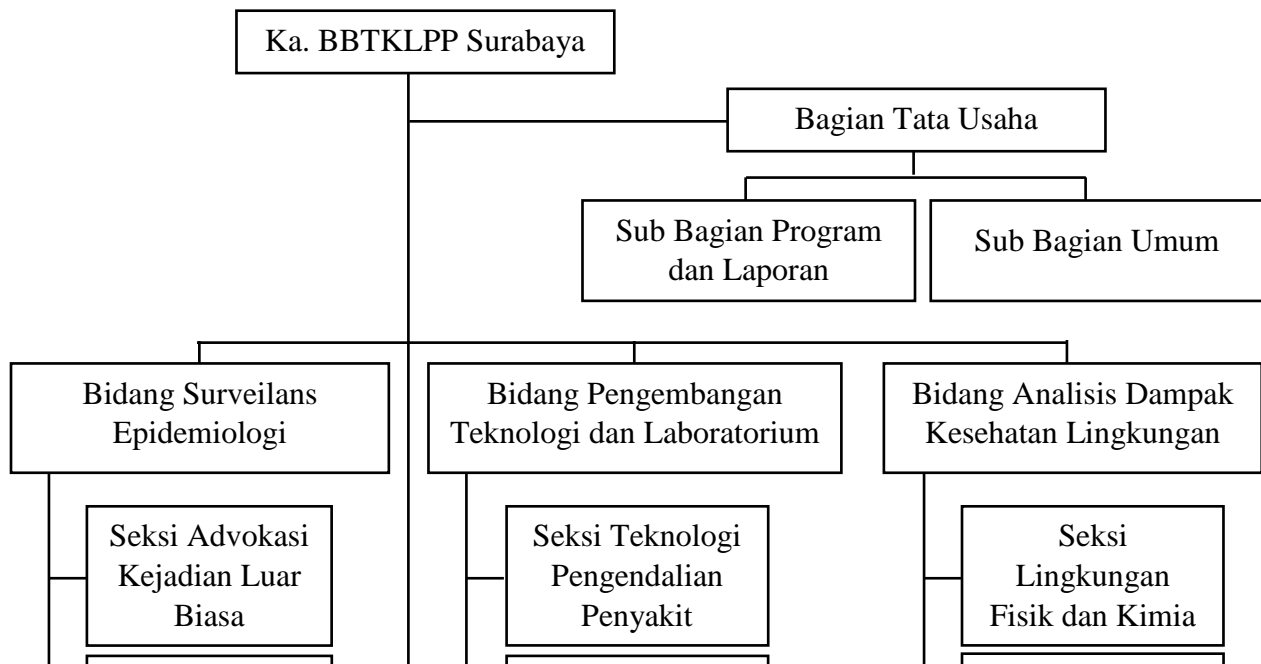 Ka. BBTKLPP Surabaya
Bagian Tata Usaha
Sub Bagian Program
dan Laporan
Sub Bagian Umum
Bidang Surveilans
Epidemiologi
Bidang Pengembangan
Teknologi dan Laboratorium
Bidang Analisis Dampak
Kesehatan Lingkungan
Seksi Advokasi
Kejadian Luar
Biasa
Seksi Teknologi
Pengendalian
Penyakit
Seksi
Lingkungan
Fisik dan Kimia